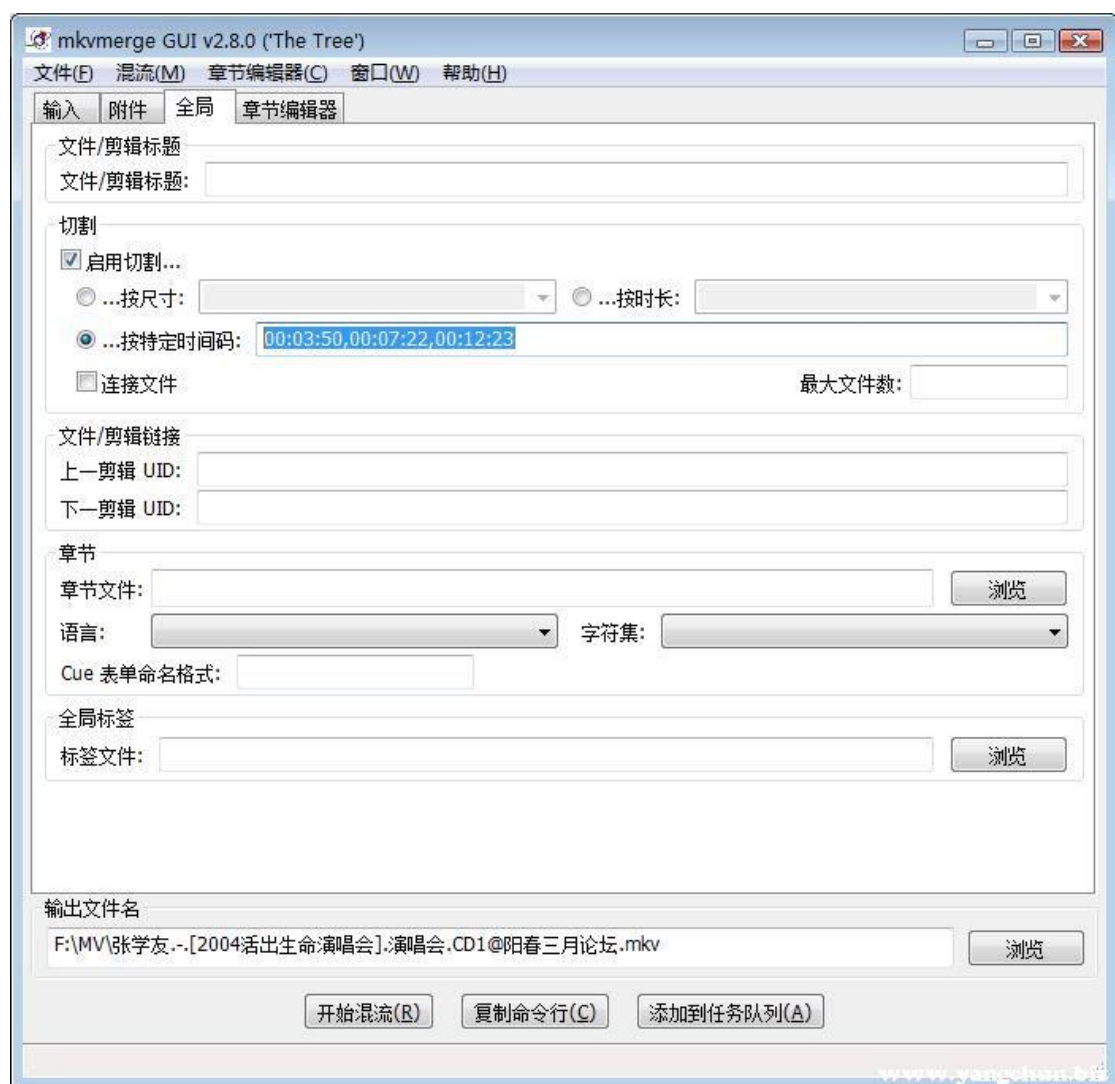 mkvmerge GUI v2.8.0 ('The Tree')
文件(F) 混流(M) 章节编辑器(C) 窗口(W) 帮助(H)
输入 附件 全局 章节编辑器
文件/剪辑标题
文件/剪辑标题:
切割
启用切割...
...按尺寸: ...按时长:
...按特定时间码: 00:03:50,00:07:22,00:12:23
连接文件 最大文件数:
文件/剪辑链接
上一剪辑 UID:
下一剪辑 UID:
章节
章节文件: 浏览
语言: 字符集:
Cue 表单命名格式:
全局标签
标签文件: 浏览
输出文件名
F:\MV\张学友.-.[2004活出生命演唱会].演唱会.CD1@阳春三月论坛.mkv 浏览
开始混流(R) 复制命令行(C) 添加到任务队列(A)
www.yangchun.biz